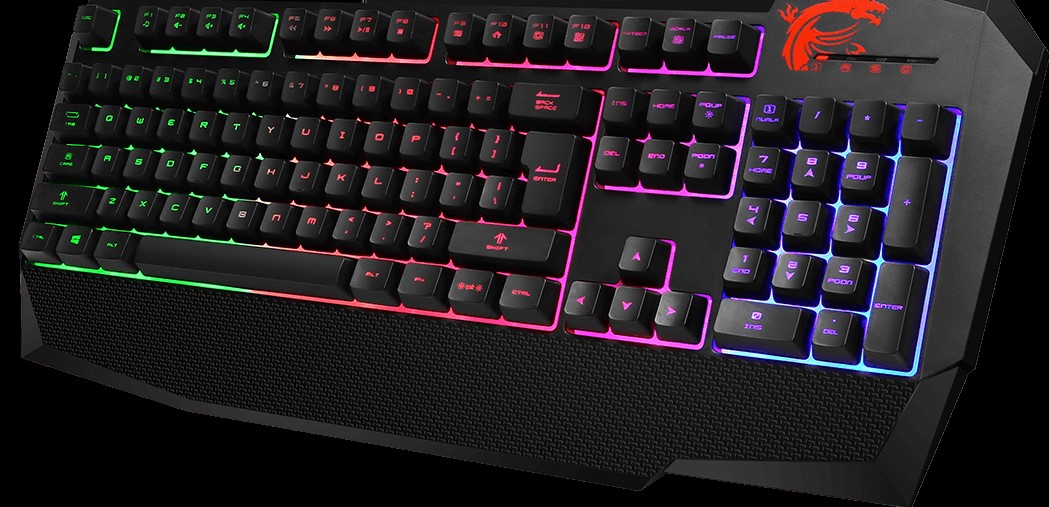 F1 F2 F3 F4 F5 F6 F7 F8 F9 F10 F11 PAUSE
BACK SPACE INS HOME PGUP NUMLK / * -
TAB Q W E R T Y U I O P { [ } ] ENTER DEL END PGDN 7 HOME 8 9 PGUP +
CAPS A S D F G H J K L : ; \ 4 5 6
SHIFT Z X C V B N M < > ? / SHIFT 1 END 2 3 PGDN ENTER
CTRL ALT ALT Fn CTRL 0 INS . DEL